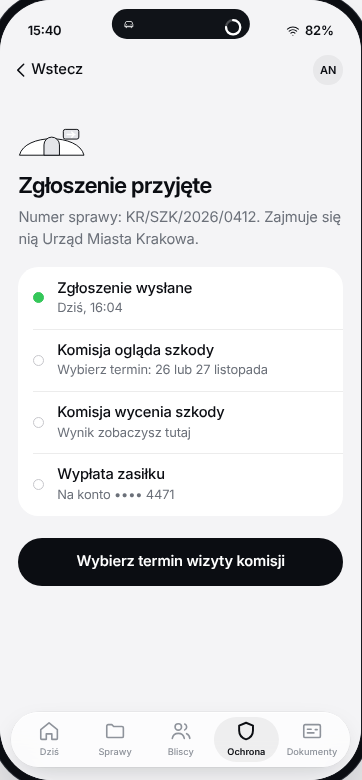 15:40
82%
Wstecz
AN
Zgłoszenie przyjęte
Numer sprawy: KR/SZK/2026/0412. Zajmuje się
nią Urząd Miasta Krakowa.
Zgłoszenie wysłane
Dziś, 16:04
Komisja ogląda szkody
Wybierz termin: 26 lub 27 listopada
Komisja wycenia szkody
Wynik zobaczysz tutaj
Wypłata zasiłku
Na konto •••• 4471
Wybierz termin wizyty komisji
Dziś Sprawy Bliscy Ochrona Dokumenty